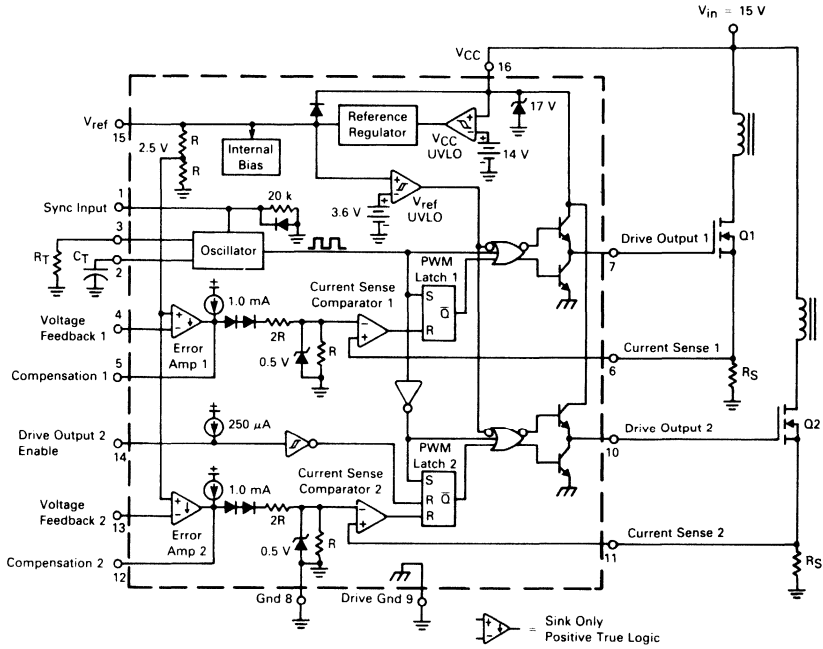 Vin = 15 V
VCC
16
Vref
15
2.5 V
R
R
Internal
Bias
Reference
Regulator
+
−
VCC
UVLO
+
−
14 V
17 V
1
Sync Input
20 k
3.6 V
+
−
+
−
Vref
UVLO
3
RT
CT
2
Oscillator
Drive Output 1
7
Q1
PWM
Latch 1
S
Q̅
R
4
Voltage
Feedback 1
+
−
1.0 mA
Error
Amp 1
2R
0.5 V
R
Current Sense
Comparator 1
−
+
Current Sense 1
6
RS
5
Compensation 1
Drive Output 2
Enable
14
250 μA
PWM
Latch 2
S
R
Q̅
R
Drive Output 2
10
Q2
Voltage
Feedback 2
13
+
−
1.0 mA
Error
Amp 2
2R
0.5 V
R
Current Sense
Comparator 2
−
+
Current Sense 2
11
RS
Compensation 2
12
Gnd 8
Drive Gnd 9
+
−
= Sink Only
Positive True Logic